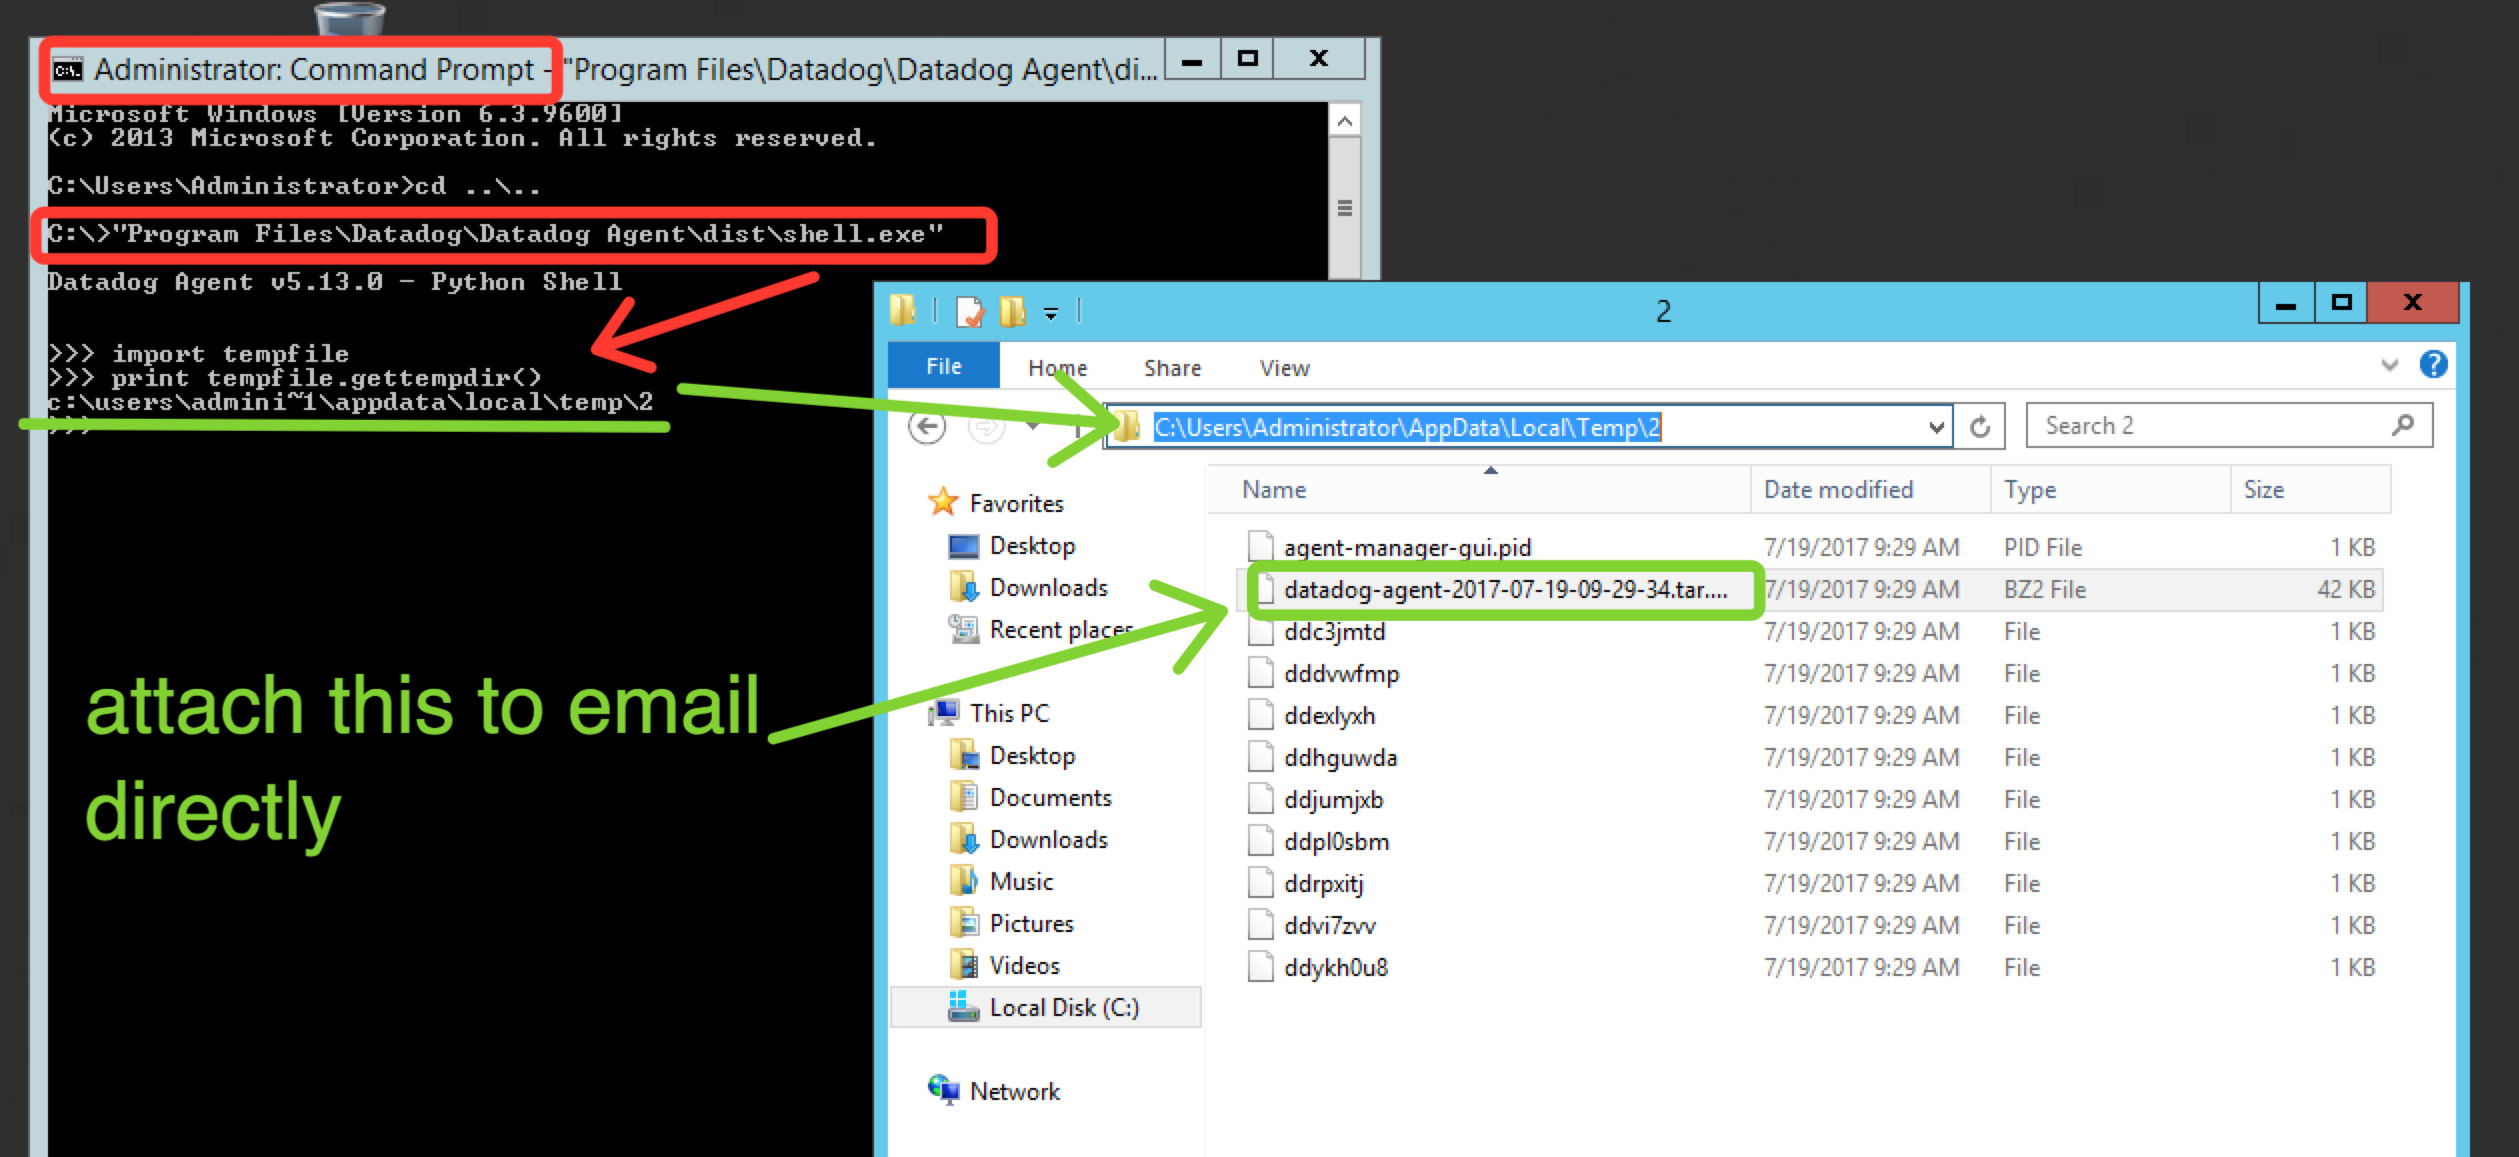 Administrator: Command Prompt - "Program Files\Datadog\Datadog Agent\di...
Microsoft Windows [Version 6.3.9600]
(c) 2013 Microsoft Corporation. All rights reserved.
C:\Users\Administrator>cd ..\..
C:\>"Program Files\Datadog\Datadog Agent\dist\shell.exe"
Datadog Agent v5.13.0 - Python Shell
>>> import tempfile
>>> print tempfile.gettempdir()
c:\users\admini~1\appdata\local\temp\2
>>>
attach this to email
directly
2
File Home Share View
C:\Users\Administrator\AppData\Local\Temp\2
Search 2
Favorites
Desktop
Downloads
Recent places
This PC
Desktop
Documents
Downloads
Music
Pictures
Videos
Local Disk (C:)
Network
Name Date modified Type Size
agent-manager-gui.pid 7/19/2017 9:29 AM PID File 1 KB
datadog-agent-2017-07-19-09-29-34.tar.... 7/19/2017 9:29 AM BZ2 File 42 KB
ddc3jmtd 7/19/2017 9:29 AM File 1 KB
dddvwfmp 7/19/2017 9:29 AM File 1 KB
ddexlyxh 7/19/2017 9:29 AM File 1 KB
ddhguwda 7/19/2017 9:29 AM File 1 KB
ddjumjxb 7/19/2017 9:29 AM File 1 KB
ddpl0sbm 7/19/2017 9:29 AM File 1 KB
ddrpxitj 7/19/2017 9:29 AM File 1 KB
ddvi7zvv 7/19/2017 9:29 AM File 1 KB
ddykh0u8 7/19/2017 9:29 AM File 1 KB